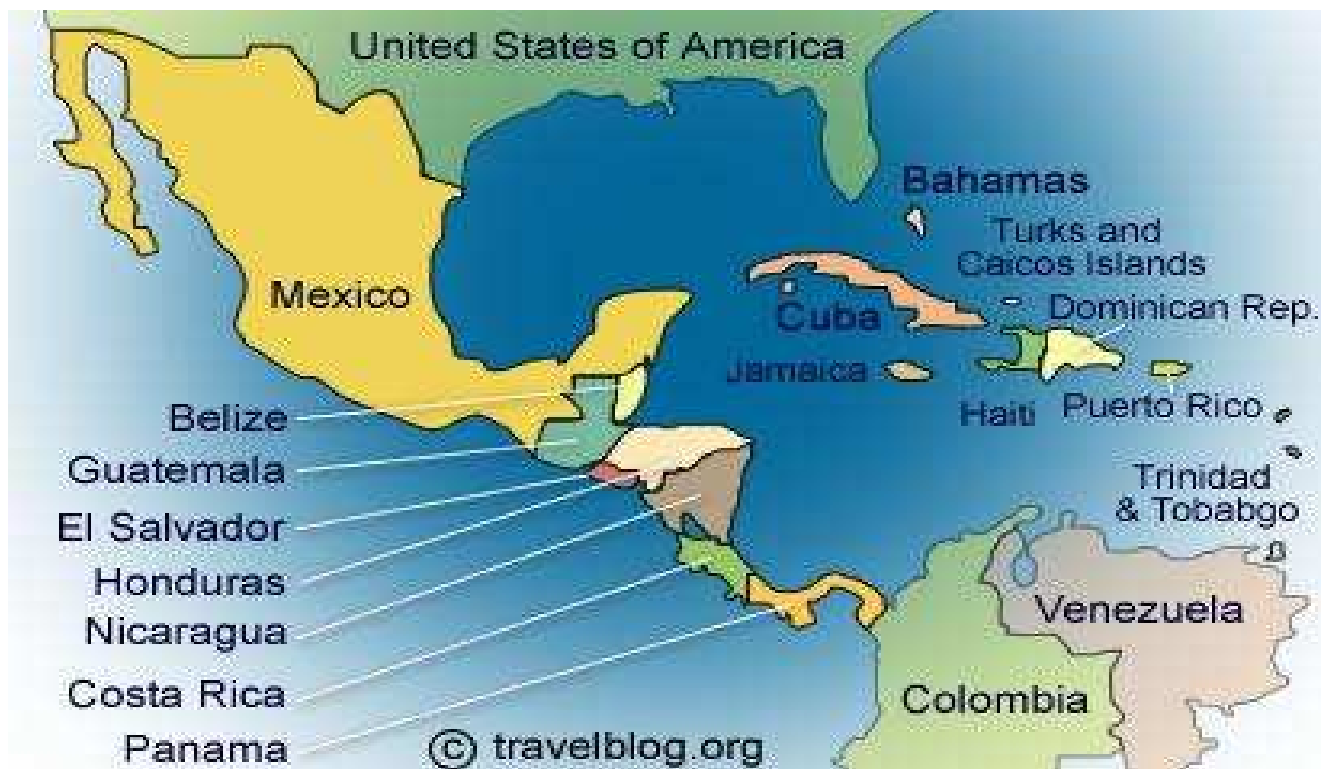 United States of America
Bahamas
Turks and
Caicos Islands
Mexico
Cuba
Dominican Rep.
Jamaica
Haiti
Puerto Rico
Belize
Guatemala
El Salvador
Honduras
Nicaragua
Costa Rica
Panama
Trinidad
& Tobabgo
Venezuela
Colombia
© travelblog.org